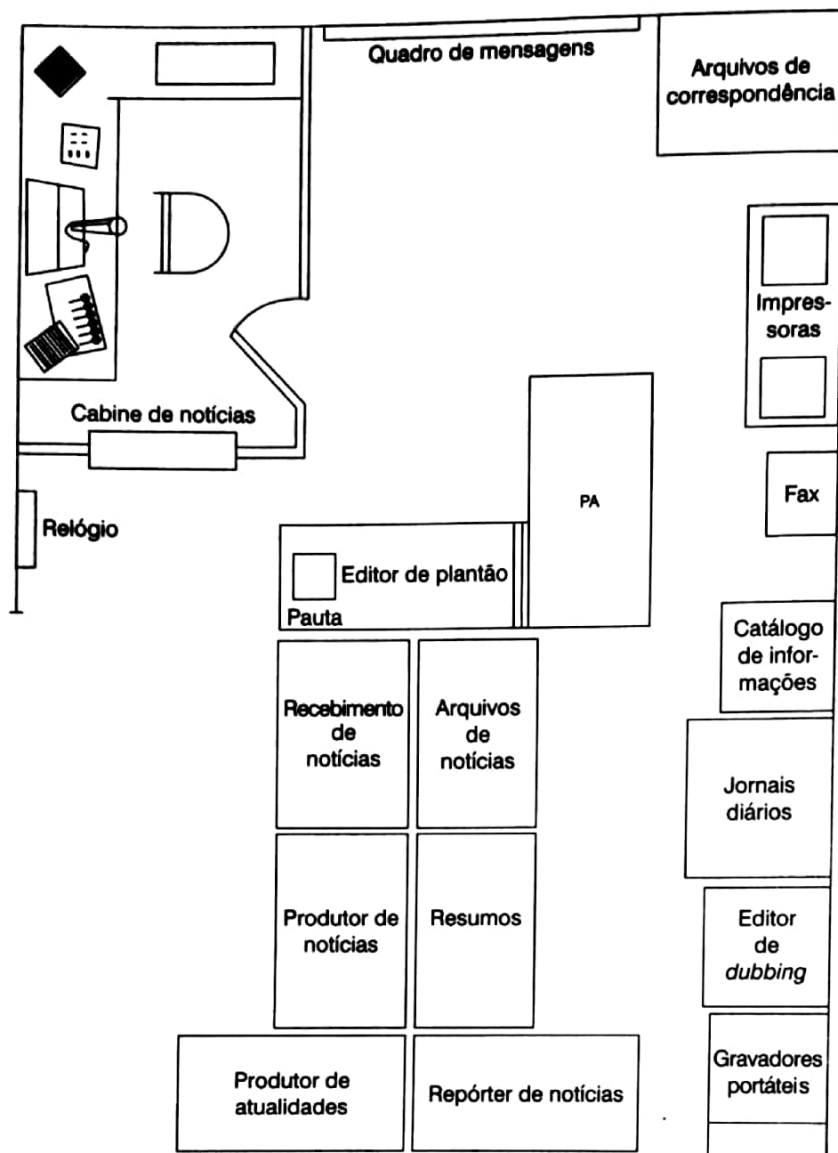 Quadro de mensagens
Arquivos de
correspondência
Impres-
soras
Cabine de notícias
Relógio
PA
Fax
Editor de plantão
Pauta
Catálogo
de infor-
mações
Recebimento
de
notícias
Arquivos
de
notícias
Jornais
diários
Produtor de
notícias
Resumos
Editor
de
dubbing
Produtor de
atualidades
Repórter de notícias
Gravadores
portáteis